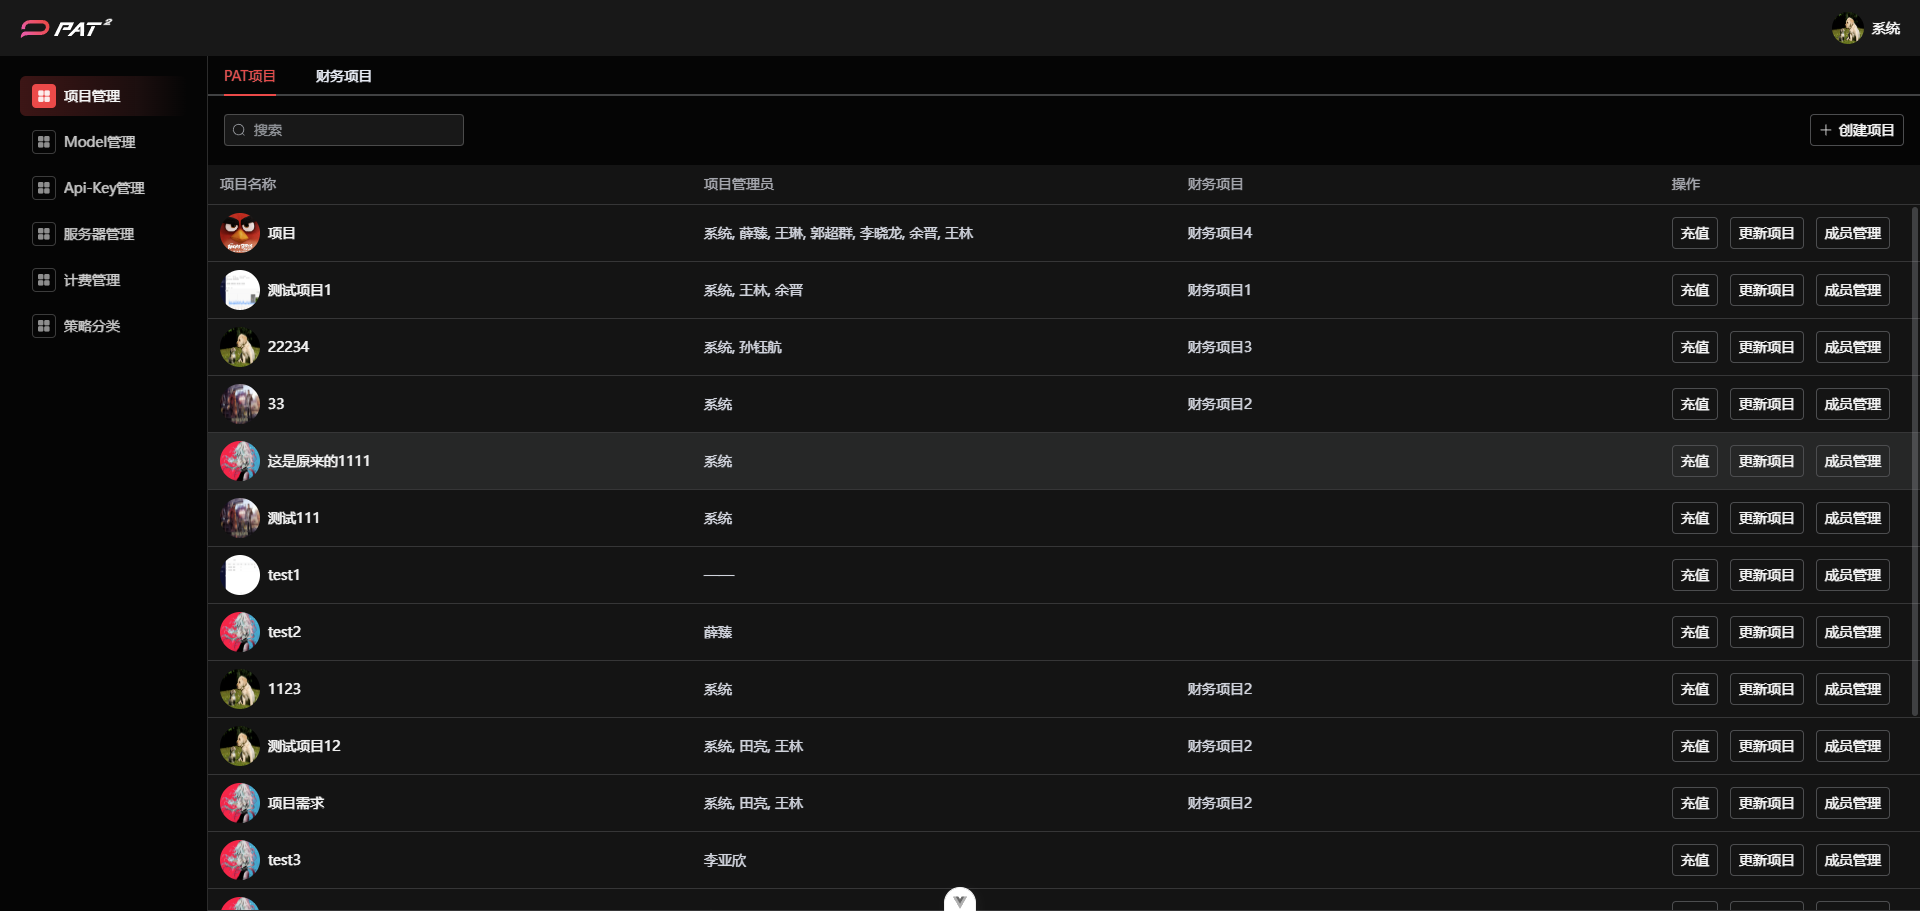 PAT²
系统
项目管理
Model管理
Api-Key管理
服务器管理
计费管理
策略分类
PAT项目 财务项目
搜索
创建项目
项目名称 项目管理员 财务项目 操作
项目 系统, 薛臻, 王琳, 郭超群, 李晓龙, 余晋, 王林 财务项目4 充值 更新项目 成员管理
测试项目1 系统, 王林, 余晋 财务项目1 充值 更新项目 成员管理
22234 系统, 孙钰航 财务项目3 充值 更新项目 成员管理
33 系统 财务项目2 充值 更新项目 成员管理
这是原来的1111 系统 充值 更新项目 成员管理
测试111 系统 充值 更新项目 成员管理
test1 —— 充值 更新项目 成员管理
test2 薛臻 充值 更新项目 成员管理
1123 系统 财务项目2 充值 更新项目 成员管理
测试项目12 系统, 田亮, 王林 财务项目2 充值 更新项目 成员管理
项目需求 系统, 田亮, 王林 财务项目2 充值 更新项目 成员管理
test3 李亚欣 充值 更新项目 成员管理